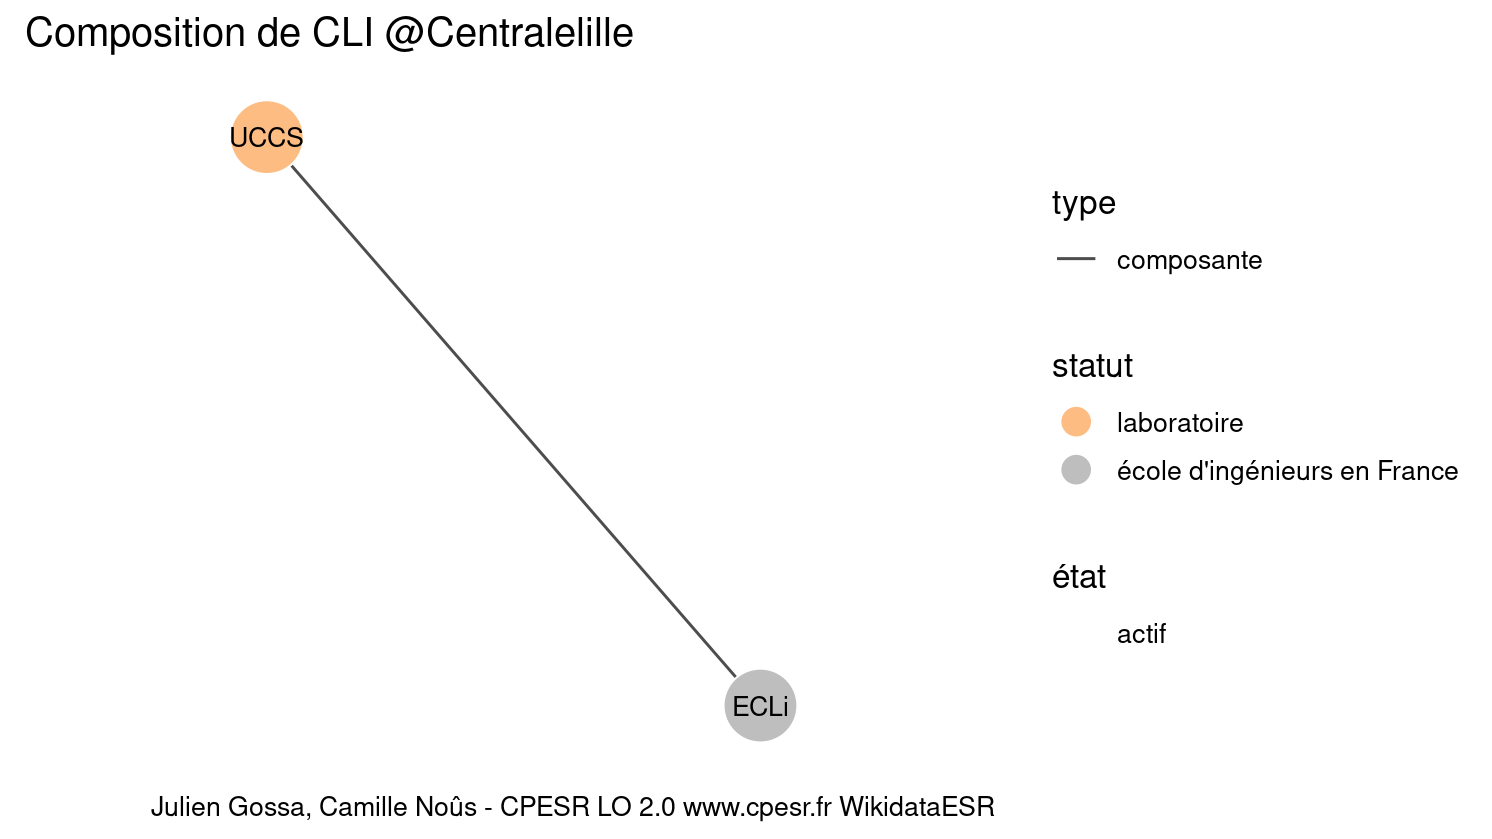 Composition de CLI @Centralelille
UCCS
ECLi
type
composante
statut
laboratoire
école d'ingénieurs en France
état
actif
Julien Gossa, Camille Noûs - CPESR LO 2.0 www.cpesr.fr WikidataESR